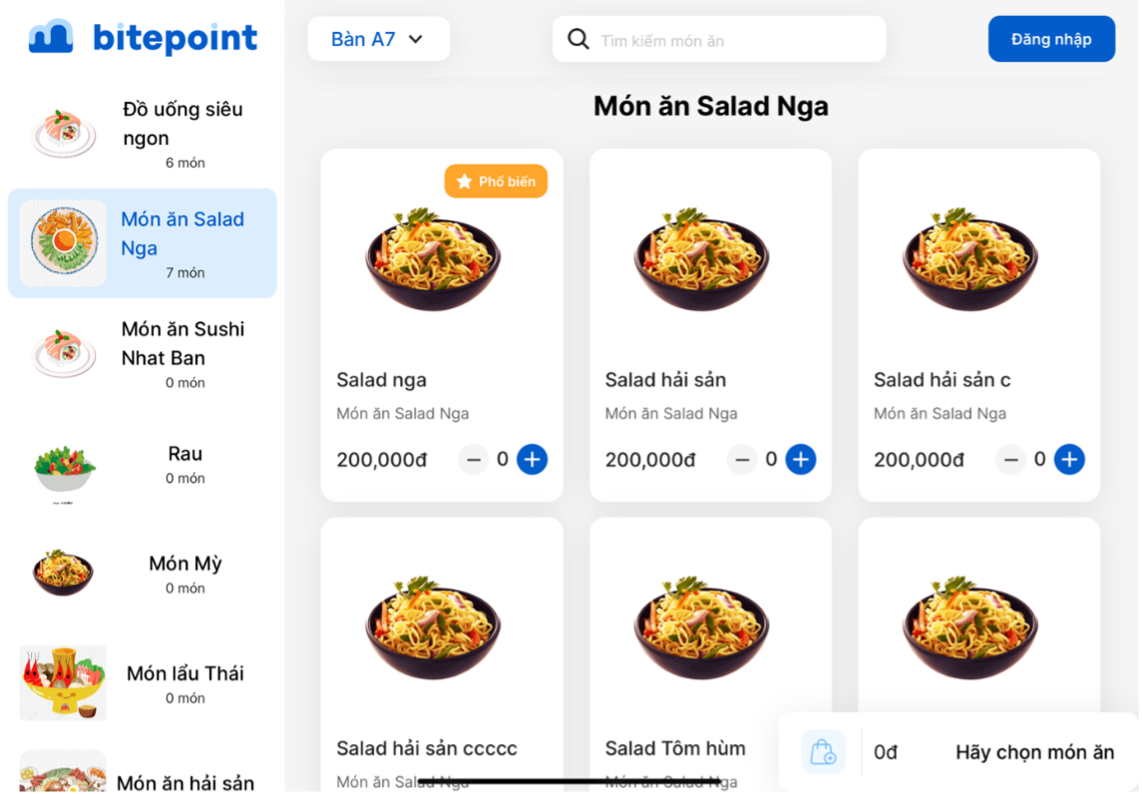 bitepoint
Bàn A7
Tìm kiếm món ăn
Đăng nhập
Đồ uống siêu
ngon
6 món
Món ăn Salad
Nga
7 món
Món ăn Sushi
Nhat Ban
0 món
Rau
0 món
Món Mỳ
0 món
Món lẩu Thái
0 món
Món ăn hải sản
Món ăn Salad Nga
Phổ biến
Salad nga
Món ăn Salad Nga
200,000đ
0
Salad hải sản
Món ăn Salad Nga
200,000đ
0
Salad hải sản c
Món ăn Salad Nga
200,000đ
0
Salad hải sản ccccc
Món ăn Salad Nga
Salad Tôm hùm
Món ăn Salad Nga
0đ
Hãy chọn món ăn